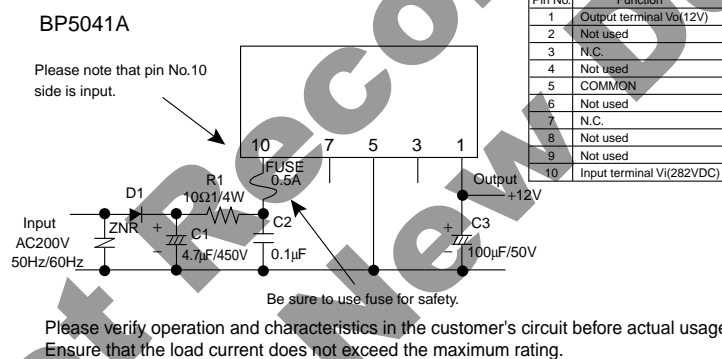 BP5041A
Please note that pin No.10
side is input.
Pin No. Function
1 Output terminal Vo(12V)
2 Not used
3 N.C.
4 Not used
5 COMMON
6 Not used
7 N.C.
8 Not used
9 Not used
10 Input terminal Vi(282VDC)
10 7 5 3 1
FUSE
0.5A
R1
10Ω1/4W
D1
Output
+12V
Input
AC200V
50Hz/60Hz
ZNR
+
−
C1
4.7μF/450V
C2
0.1μF
+
−
C3
100μF/50V
Be sure to use fuse for safety.
Please verify operation and characteristics in the customer's circuit before actual usage
Ensure that the load current does not exceed the maximum rating.